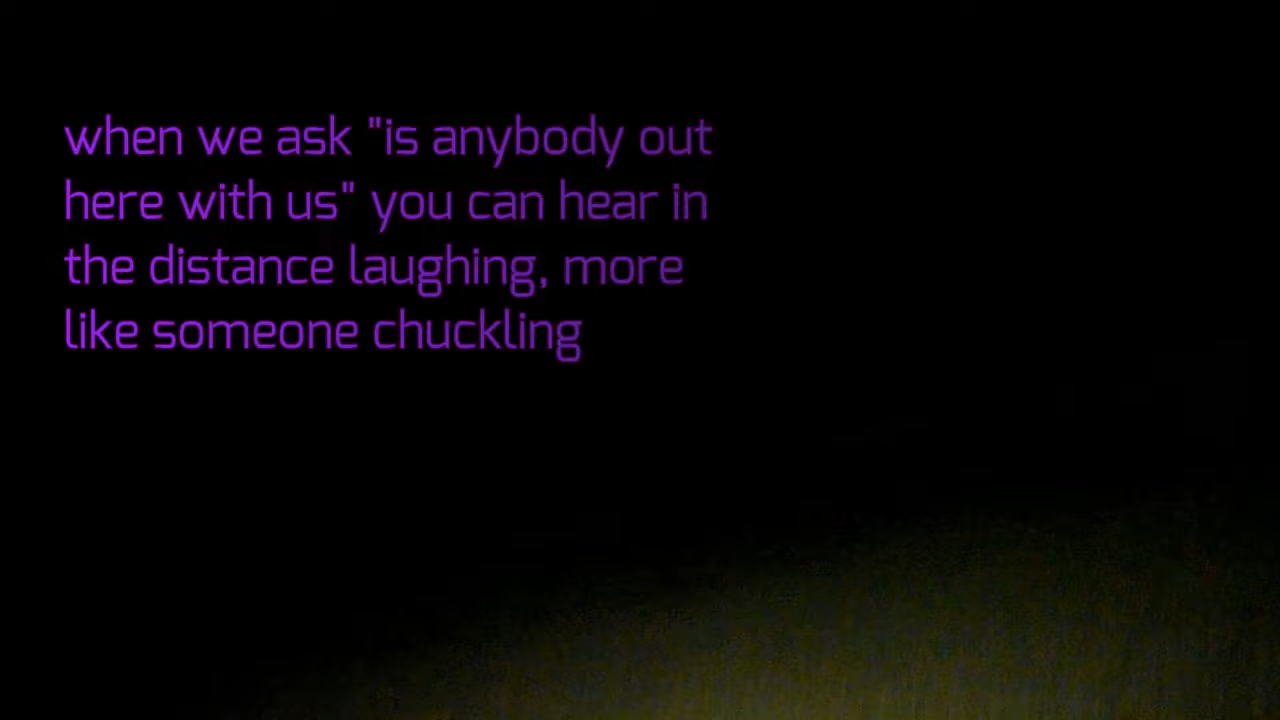 when we ask "is anybody out
here with us" you can hear in
the distance laughing, more
like someone chuckling